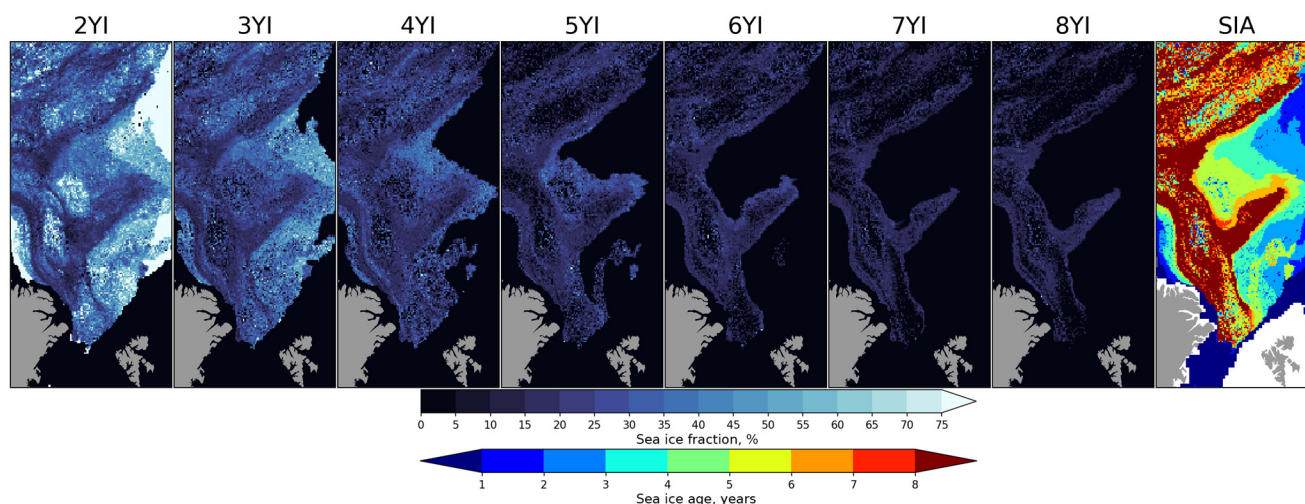 2YI 3YI 4YI 5YI 6YI 7YI 8YI SIA
0 5 10 15 20 25 30 35 40 45 50 55 60 65 70 75
Sea ice fraction, %
1 2 3 4 5 6 7 8
Sea ice age, years